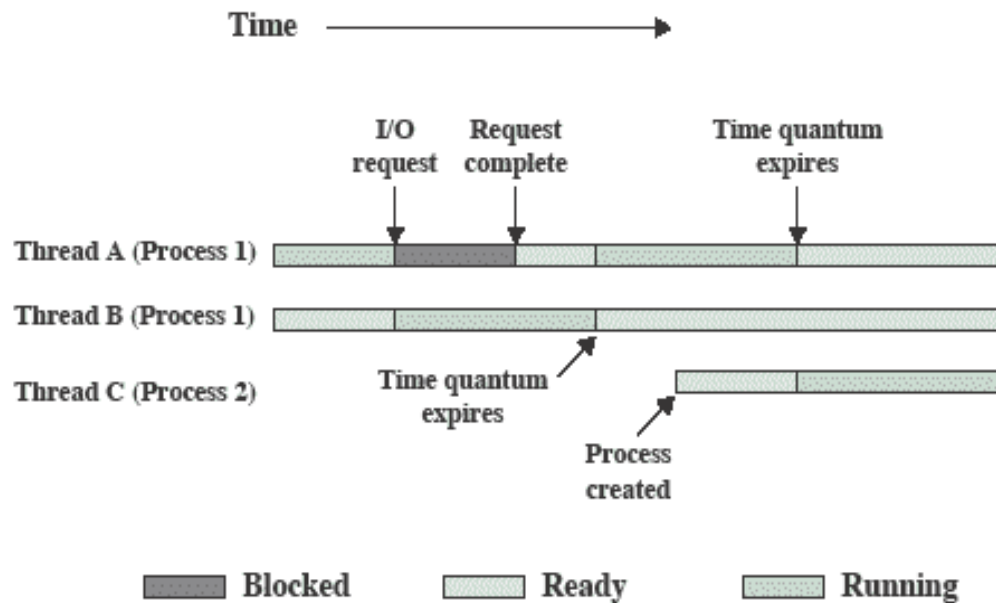 Time
I/O
request
Request
complete
Time quantum
expires
Thread A (Process 1)
Thread B (Process 1)
Thread C (Process 2)
Time quantum
expires
Process
created
Blocked
Ready
Running